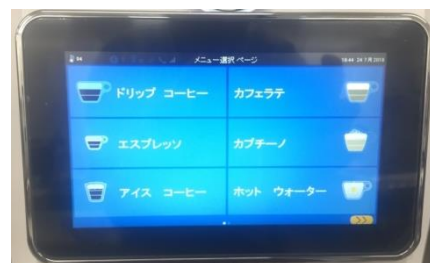 メニュー選択 ページ
ドリップ コーヒー
カフェラテ
エスプレッソ
カプチーノ
アイス コーヒー
ホット ウォーター